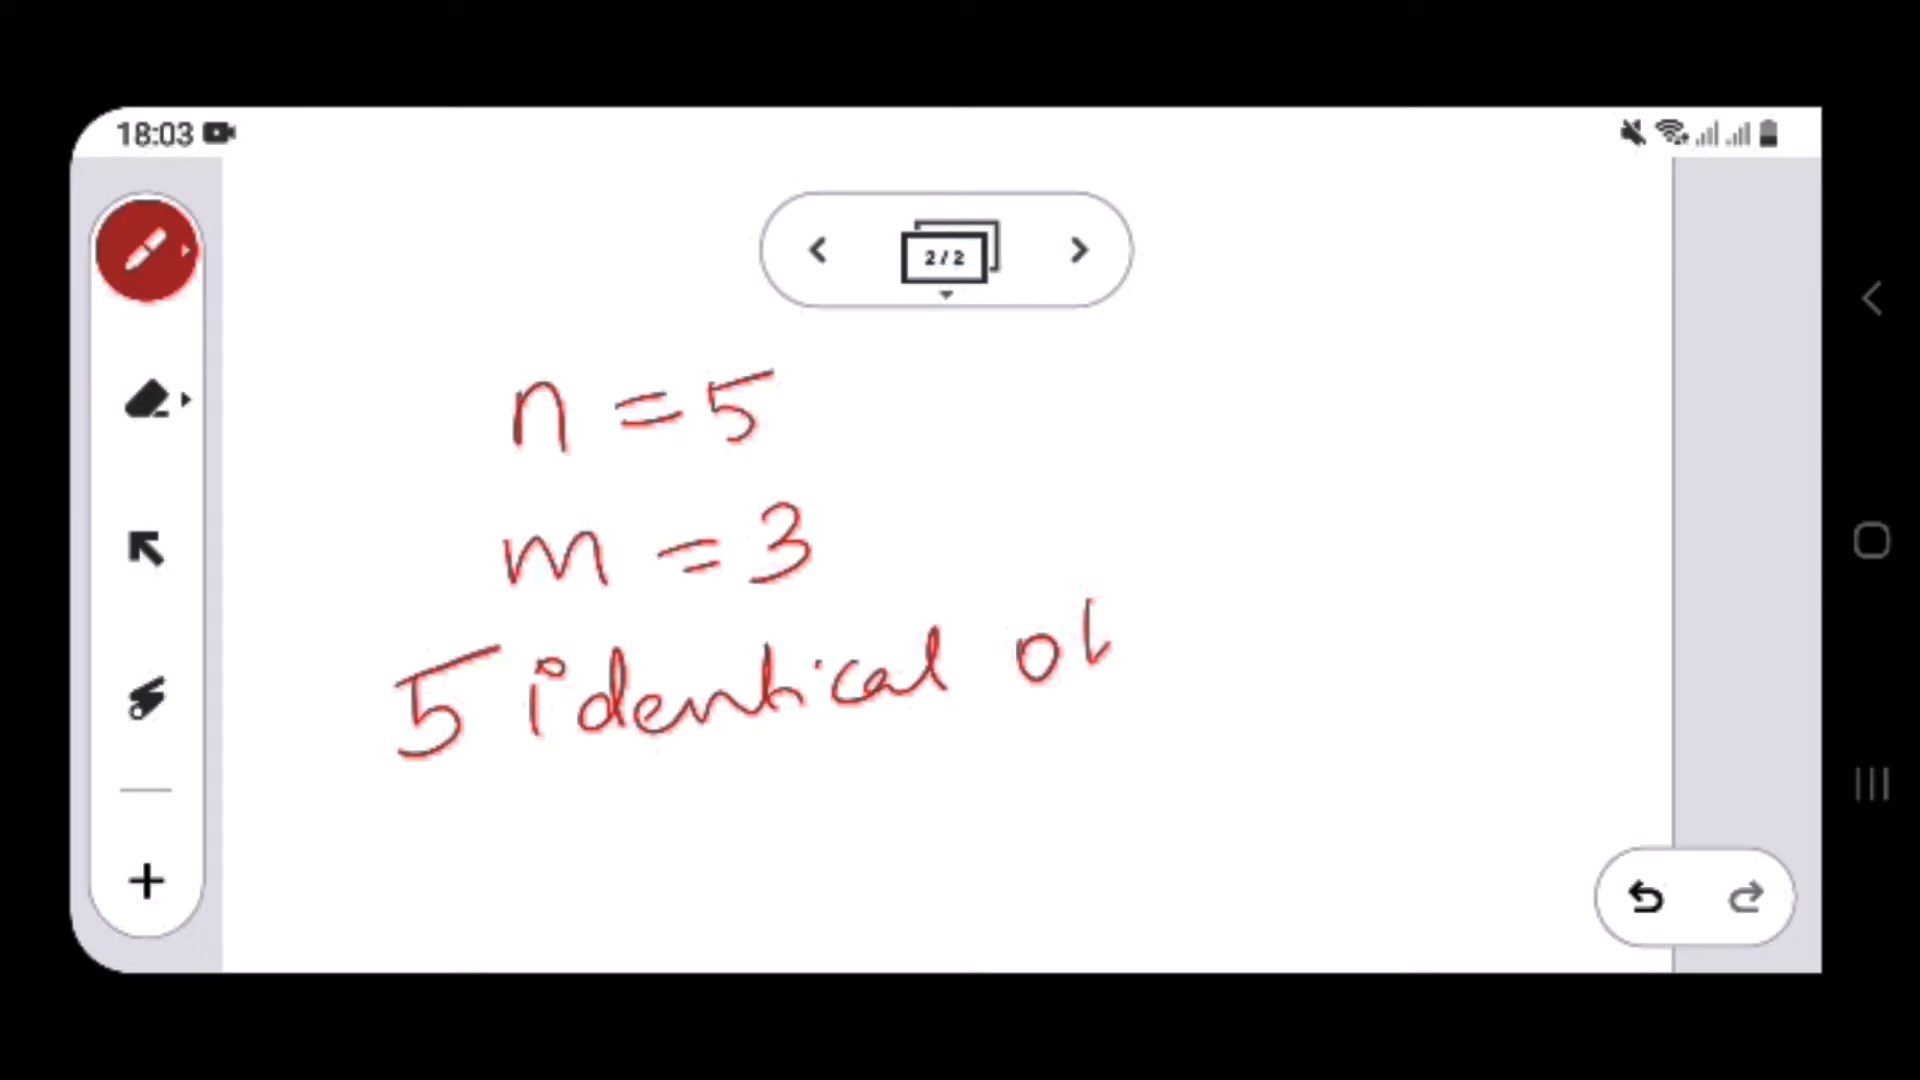 18:03
2/2
n = 5
m = 3
5 identical ob